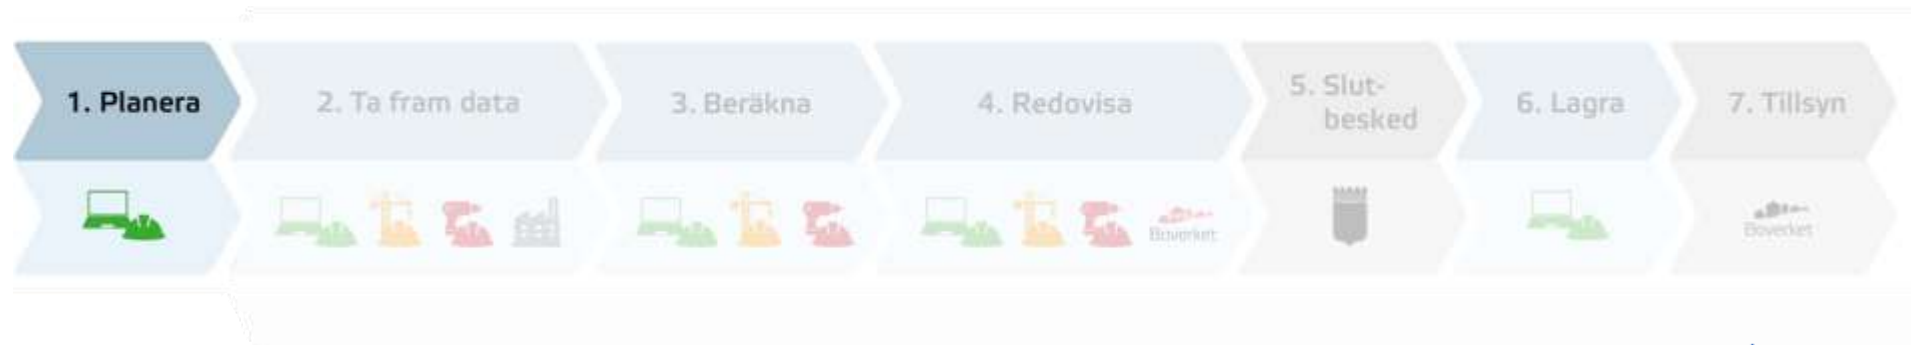 1. Planera
2. Ta fram data
3. Beräkna
4. Redovisa
5. Slut-
besked
6. Lagra
7. Tillsyn
Boverket
Boverket